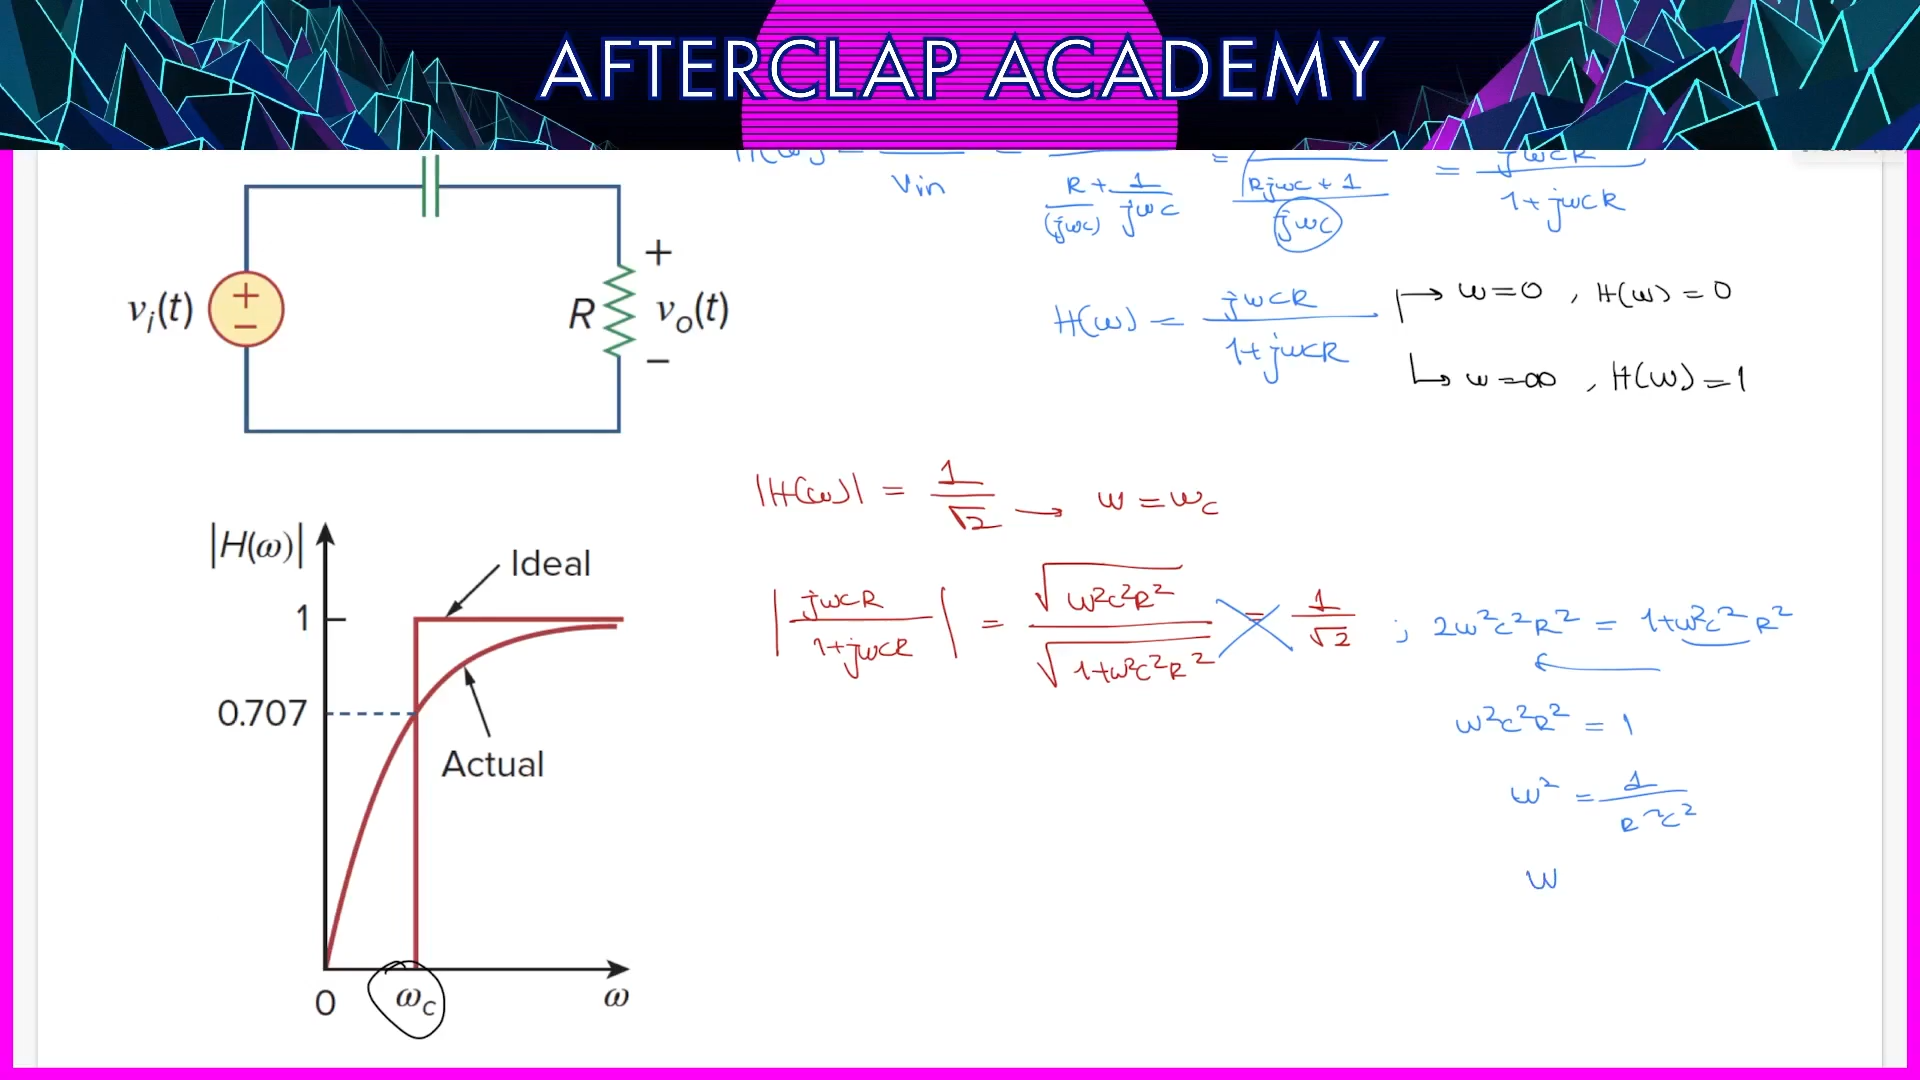 AFTERCLAP ACADEMY
Vin
R + 1/jωC
(jωC)
Rjωc + 1
jωC
= jωCR
1+jωCR
+
vi(t)
+
−
R
vo(t)
−
H(ω) = jωCR / 1+jωCR
→ ω=0 , H(ω) = 0
→ ω=∞ , H(ω) = 1
|H(ω)| = 1/√2 → ω = ωc
|jωCR / 1+jωCR| = √ω²C²R² / √1+ω²C²R² = 1/√2 ; 2ω²C²R² = 1+ω²C²R²
ω²C²R² = 1
ω² = 1/R²C²
ω
|H(ω)|
Ideal
1
0.707
Actual
0
ωc
ω